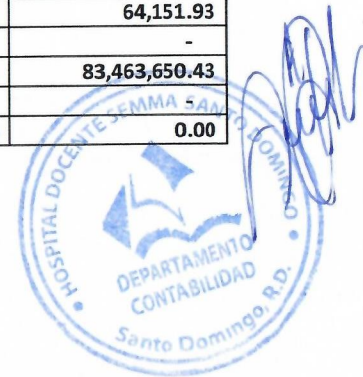 64,151.93
-
83,463,650.43
-
0.00
HOSPITAL DOCENTE SEMMA SANTO DOMINGO
DEPARTAMENTO
CONTABILIDAD
Santo Domingo, R.D.